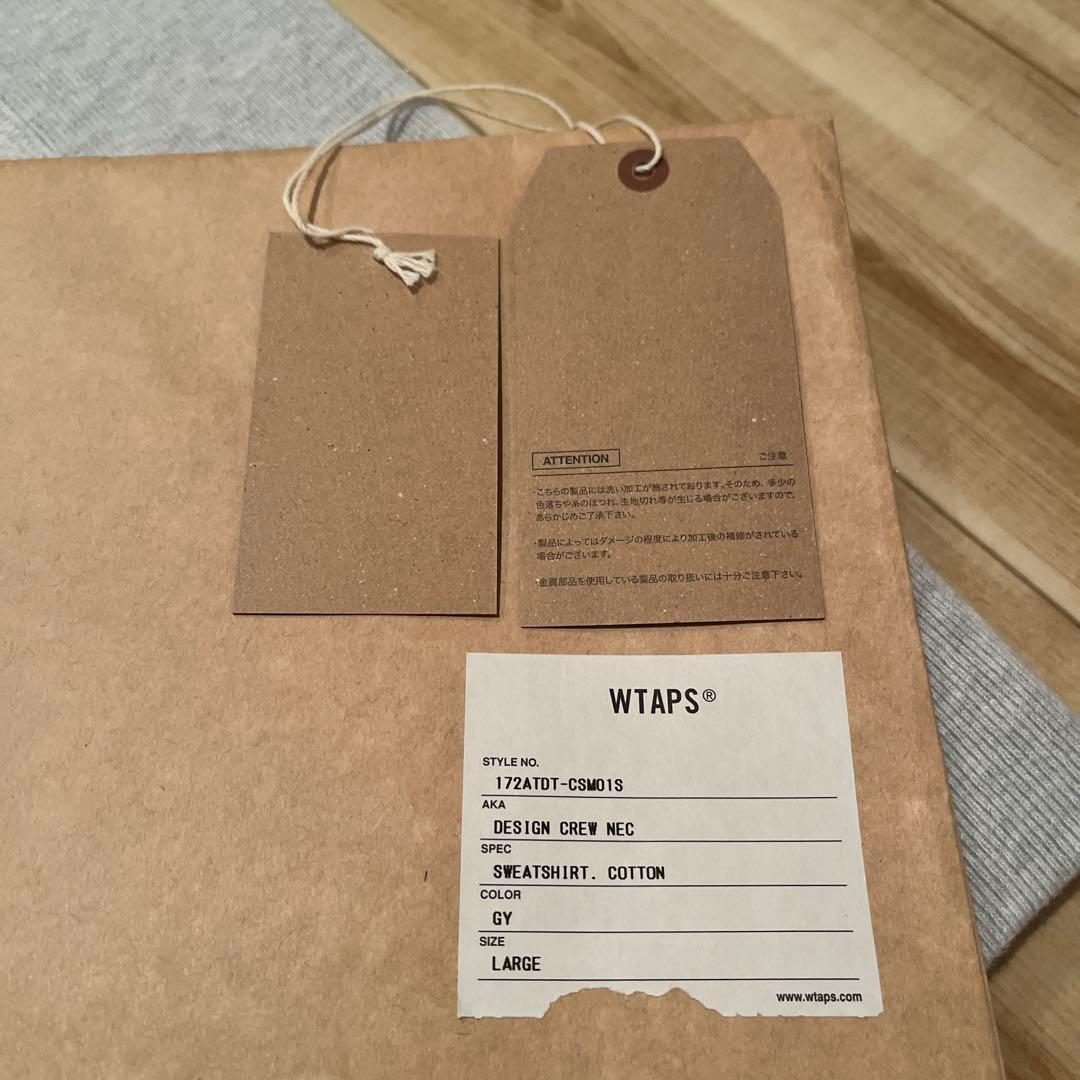 ATTENTION ご注意:
·こちらの製品には洗い加工が施されております。そのため、多少の
色落ちや糸のほつれ、生地切れ等が生じる場合がございますので、
あらかじめご了承下さい。
·製品によってはダメージの程度により加工後の補修がされている
場合がございます。
·金属部品を使用している製品の取り扱いには十分ご注意下さい。
WTAPS®
STYLE NO.
172ATDT-CSM01S
AKA
DESIGN CREW NEC
SPEC
SWEATSHIRT. COTTON
COLOR
GY
SIZE
LARGE
www.wtaps.com